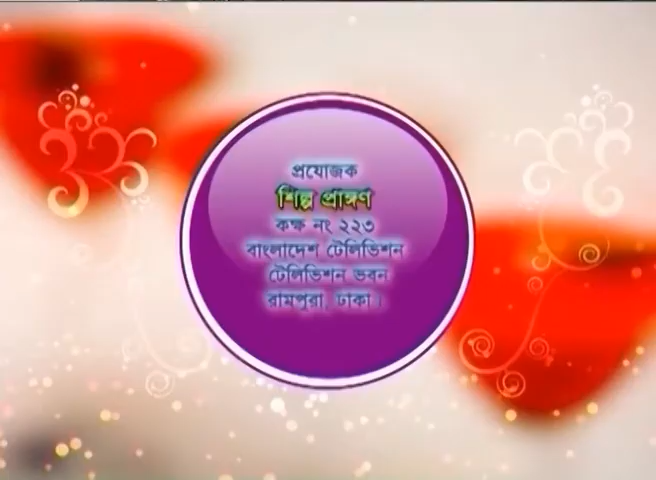 প্রযোজক
শিল্প প্রাঙ্গণ
কক্ষ নং ২২৩
বাংলাদেশ টেলিভিশন
টেলিভিশন ভবন
রামপুরা, ঢাকা।